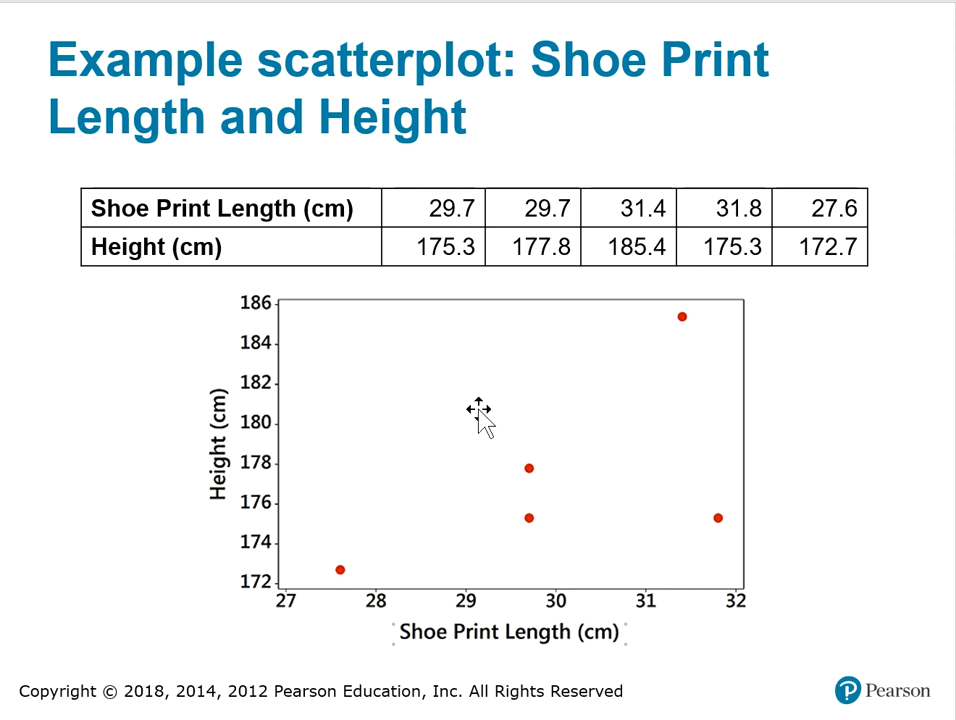 Example scatterplot: Shoe Print
Length and Height
Shoe Print Length (cm) 29.7 29.7 31.4 31.8 27.6
Height (cm) 175.3 177.8 185.4 175.3 172.7
186
184
182
180
178
176
174
172
Height (cm)
27 28 29 30 31 32
Shoe Print Length (cm)
Copyright © 2018, 2014, 2012 Pearson Education, Inc. All Rights Reserved
P Pearson